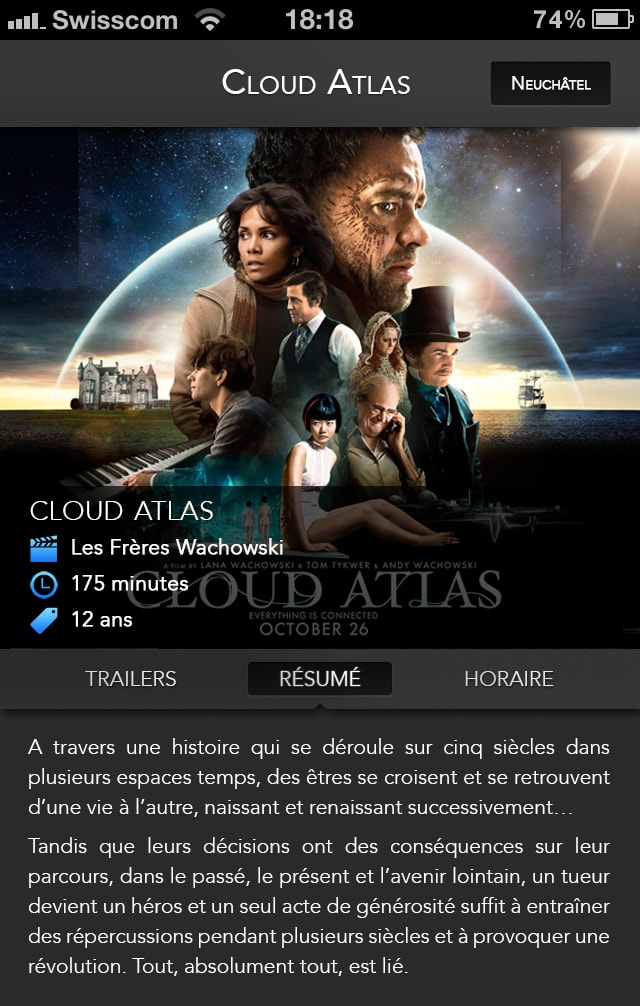 Swisscom 18:18 74%
Cloud Atlas Neuchâtel
CLOUD ATLAS
Les Frères Wachowski
A FILM BY LANA WACHOWSKI & TOM TYKWER & ANDY WACHOWSKI
175 minutes
CLOUD ATLAS
EVERYTHING IS CONNECTED
12 ans
OCTOBER 26
TRAILERS RÉSUMÉ HORAIRE
A travers une histoire qui se déroule sur cinq siècles dans
plusieurs espaces temps, des êtres se croisent et se retrouvent
d’une vie à l’autre, naissant et renaissant successivement…
Tandis que leurs décisions ont des conséquences sur leur
parcours, dans le passé, le présent et l’avenir lointain, un tueur
devient un héros et un seul acte de générosité suffit à entraîner
des répercussions pendant plusieurs siècles et à provoquer une
révolution. Tout, absolument tout, est lié.